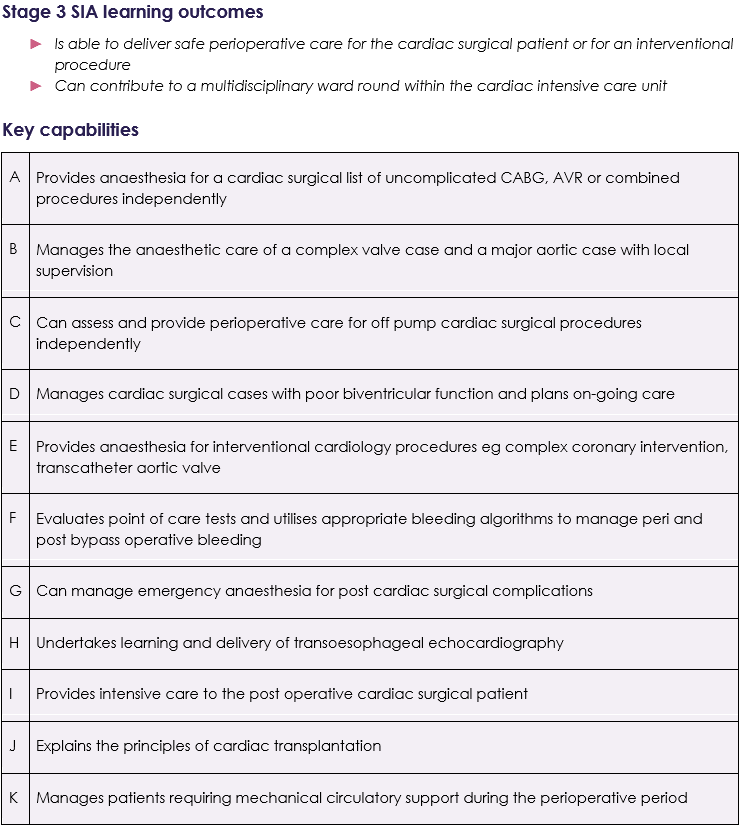 Stage 3 SIA learning outcomes
► Is able to deliver safe perioperative care for the cardiac surgical patient or for an interventional
procedure
► Can contribute to a multidisciplinary ward round within the cardiac intensive care unit
Key capabilities
A Provides anaesthesia for a cardiac surgical list of uncomplicated CABG, AVR or combined
procedures independently
B Manages the anaesthetic care of a complex valve case and a major aortic case with local
supervision
C Can assess and provide perioperative care for off pump cardiac surgical procedures
independently
D Manages cardiac surgical cases with poor biventricular function and plans on-going care
E Provides anaesthesia for interventional cardiology procedures eg complex coronary intervention,
transcatheter aortic valve
F Evaluates point of care tests and utilises appropriate bleeding algorithms to manage peri and
post bypass operative bleeding
G Can manage emergency anaesthesia for post cardiac surgical complications
H Undertakes learning and delivery of transoesophageal echocardiography
I Provides intensive care to the post operative cardiac surgical patient
J Explains the principles of cardiac transplantation
K Manages patients requiring mechanical circulatory support during the perioperative period